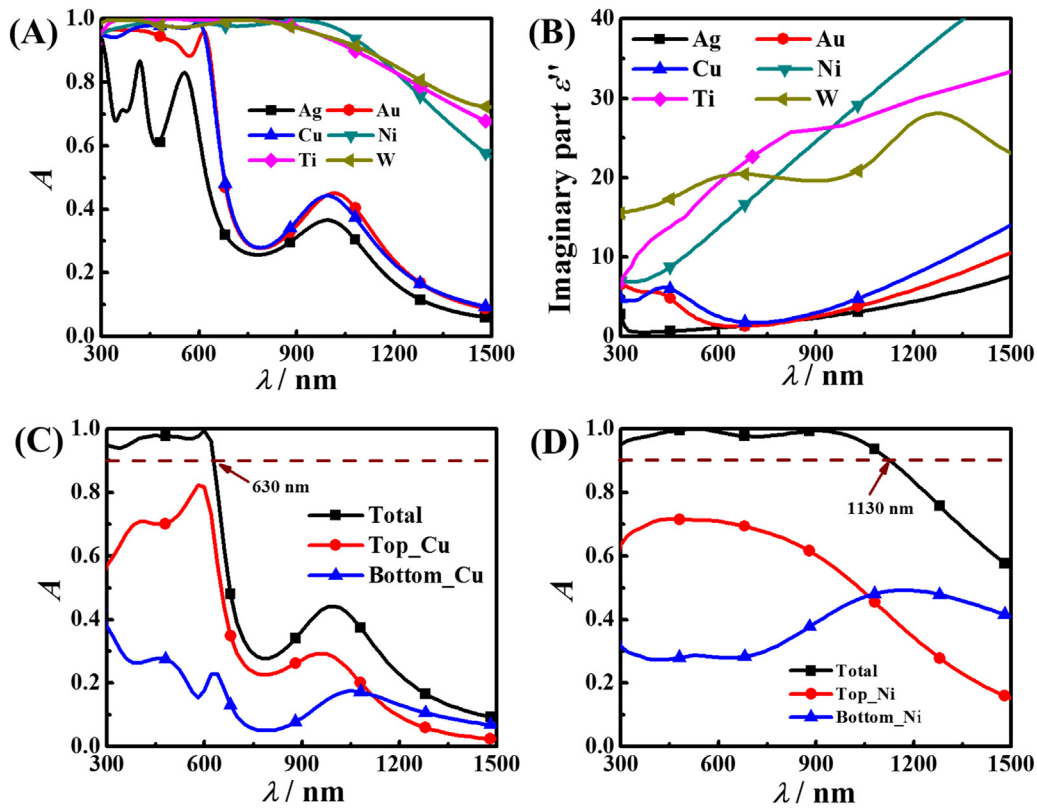 (A)
1.0
0.8
0.6
0.4
0.2
0.0
A
Ag Au
Cu Ni
Ti W
300 600 900 1200 1500
λ / nm
(B)
40
30
20
10
0
Imaginary part ε''
Ag Au
Cu Ni
Ti W
300 600 900 1200 1500
λ / nm
(C)
1.0
0.8
0.6
0.4
0.2
0.0
A
630 nm
Total
Top_Cu
Bottom_Cu
300 600 900 1200 1500
λ / nm
(D)
1.0
0.8
0.6
0.4
0.2
0.0
A
1130 nm
Total
Top_Ni
Bottom_Ni
300 600 900 1200 1500
λ / nm